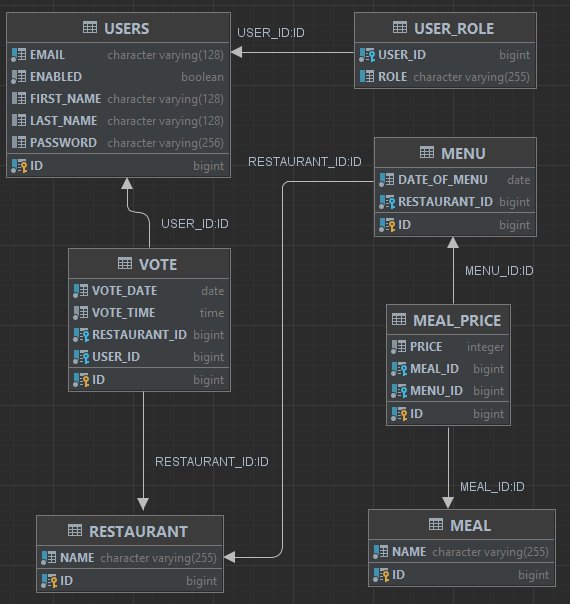 USERS
EMAIL character varying(128)
ENABLED boolean
FIRST_NAME character varying(128)
LAST_NAME character varying(128)
PASSWORD character varying(256)
ID bigint
USER_ID:ID
USER_ROLE
USER_ID bigint
ROLE character varying(255)
RESTAURANT_ID:ID
MENU
DATE_OF_MENU date
RESTAURANT_ID bigint
ID bigint
USER_ID:ID
VOTE
VOTE_DATE date
VOTE_TIME time
RESTAURANT_ID bigint
USER_ID bigint
ID bigint
MENU_ID:ID
MEAL_PRICE
PRICE integer
MEAL_ID bigint
MENU_ID bigint
ID bigint
RESTAURANT_ID:ID
MEAL_ID:ID
RESTAURANT
NAME character varying(255)
ID bigint
MEAL
NAME character varying(255)
ID bigint